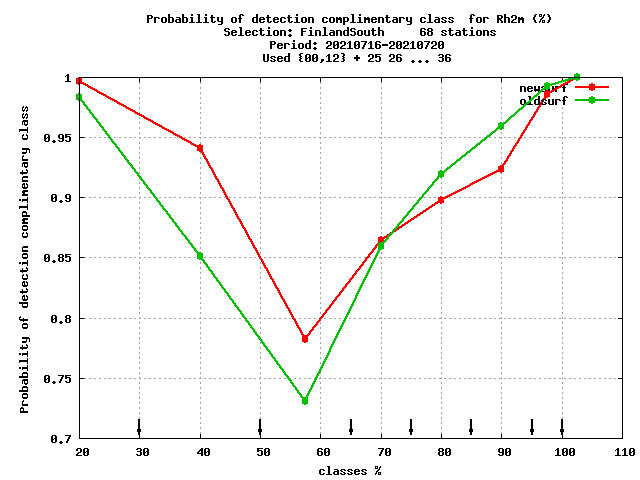 Probability of detection complimentary class  for Rh2m (%)
Selection: FinlandSouth     68 stations
Period: 20210716-20210720
Used {00,12} + 25 26 ... 36
newsurf
oldsurf
1
0,95
0,9
0,85
0,8
0,75
0,7
Probability of detection complimentary class
20 30 40 50 60 70 80 90 100 110
classes %